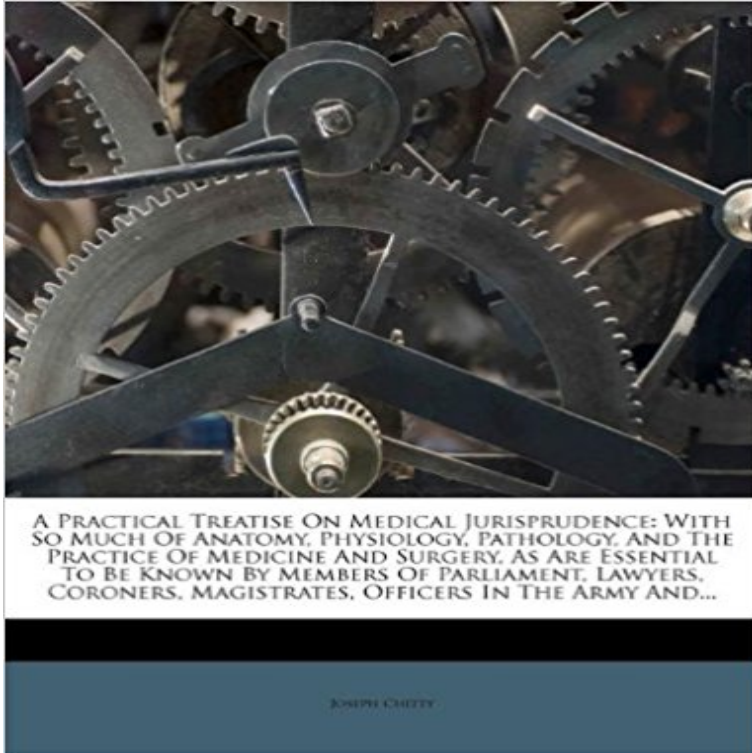 A Practical Treatise On Medical Jurisprudence: With
So Much Of Anatomy, Physiology, Pathology, And The
Practice Of Medicine And Surgery, As Are Essential
To Be Known By Members Of Parliament, Lawyers,
Coroners, Magistrates, Officers In The Army And...
Joseph Chitty